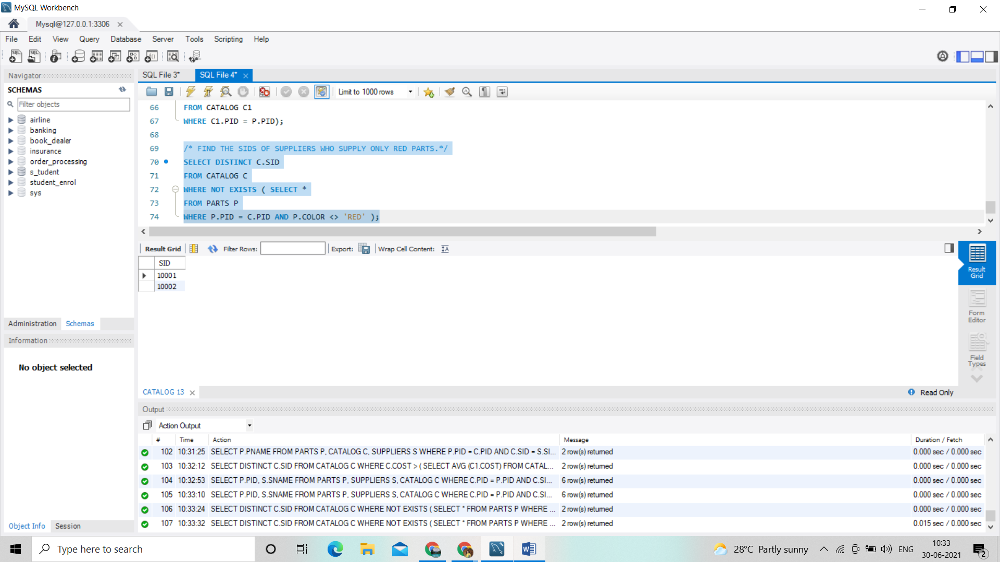 MySQL Workbench
Mysql@127.0.0.1:3306
File Edit View Query Database Server Tools Scripting Help
Navigator
SCHEMAS
Filter objects
airline
banking
book_dealer
insurance
order_processing
s_tudent
student_enrol
sys
Administration Schemas
Information
No object selected
Object Info Session
SQL File 3* SQL File 4*
Limit to 1000 rows
66 FROM CATALOG C1
67 WHERE C1.PID = P.PID);
68
69 /* FIND THE SIDS OF SUPPLIERS WHO SUPPLY ONLY RED PARTS.*/
70 SELECT DISTINCT C.SID
71 FROM CATALOG C
72 WHERE NOT EXISTS ( SELECT *
73 FROM PARTS P
74 WHERE P.PID = C.PID AND P.COLOR <> 'RED' );
Result Grid Filter Rows: Export: Wrap Cell Content:
SID
10001
10002
Result Grid
Form Editor
Field Types
CATALOG 13 Read Only
Output
Action Output
# Time Action Message Duration / Fetch
102 10:31:25 SELECT P.PNAME FROM PARTS P, CATALOG C, SUPPLIERS S WHERE P.PID = C.PID AND C.SID = S.SI... 2 row(s) returned 0.000 sec / 0.000 sec
103 10:32:12 SELECT DISTINCT C.SID FROM CATALOG C WHERE C.COST > ( SELECT AVG (C1.COST) FROM CATAL... 2 row(s) returned 0.000 sec / 0.000 sec
104 10:32:53 SELECT P.PID, S.SNAME FROM PARTS P, SUPPLIERS S, CATALOG C WHERE C.PID = P.PID AND C.SI... 6 row(s) returned 0.000 sec / 0.000 sec
105 10:33:10 SELECT P.PID, S.SNAME FROM PARTS P, SUPPLIERS S, CATALOG C WHERE C.PID = P.PID AND C.SI... 6 row(s) returned 0.000 sec / 0.000 sec
106 10:33:24 SELECT DISTINCT C.SID FROM CATALOG C WHERE NOT EXISTS ( SELECT * FROM PARTS P WHERE ... 2 row(s) returned 0.000 sec / 0.000 sec
107 10:33:32 SELECT DISTINCT C.SID FROM CATALOG C WHERE NOT EXISTS ( SELECT * FROM PARTS P WHERE ... 2 row(s) returned 0.015 sec / 0.000 sec
Type here to search
28°C Partly sunny ENG
10:33
30-06-2021
2